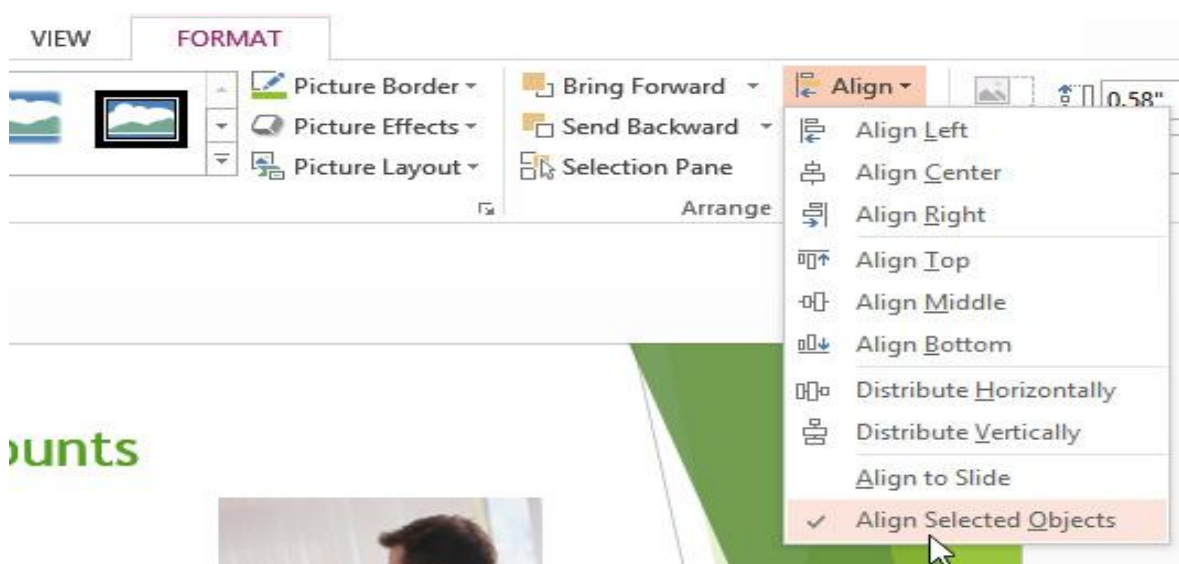 VIEW FORMAT
Picture Border Bring Forward Align 0.58"
Picture Effects Send Backward
Picture Layout Selection Pane
Arrange
Align Left
Align Center
Align Right
Align Top
Align Middle
Align Bottom
Distribute Horizontally
Distribute Vertically
Align to Slide
Align Selected Objects
ounts